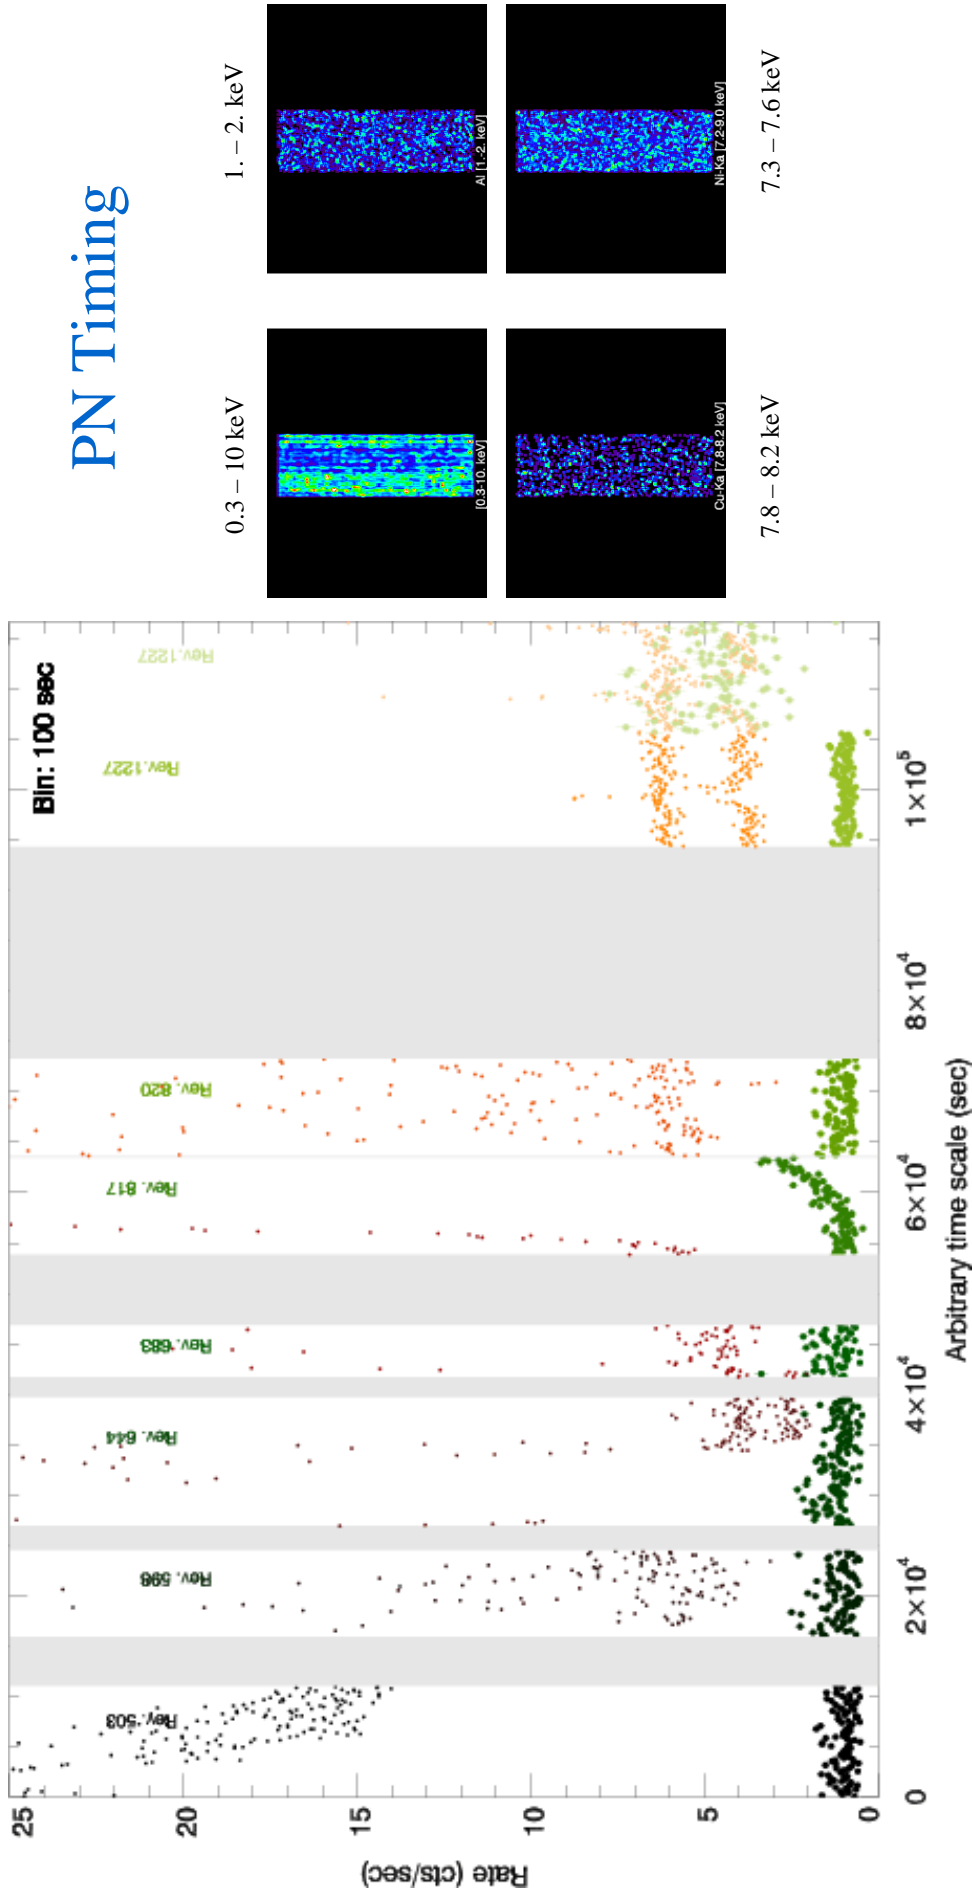 PN Timing
Bin: 100 sec
Rev. 503
Rev. 598
Rev. 644
Rev. 683
Rev. 817
Rev. 820
Rev.1227
Rev.1227
25
20
15
10
5
0
Rate (cts/sec)
0
2×10⁴
4×10⁴
6×10⁴
8×10⁴
1×10⁵
Arbitrary time scale (sec)
0.3 – 10 keV
1. – 2. keV
[0.3-10. keV]
Al [1.-2. keV]
Cu-Ka [7.8-8.2 keV]
Ni-Ka [7.2-9.0 keV]
7.8 – 8.2 keV
7.3 – 7.6 keV